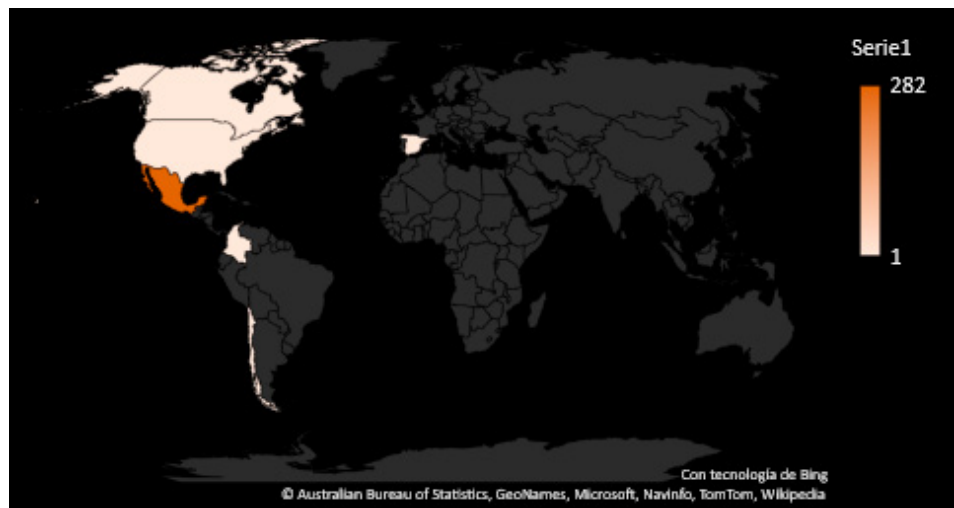 Serie1
282
1
Con tecnología de Bing
© Australian Bureau of Statistics, GeoNames, Microsoft, Navinfo, TomTom, Wikipedia